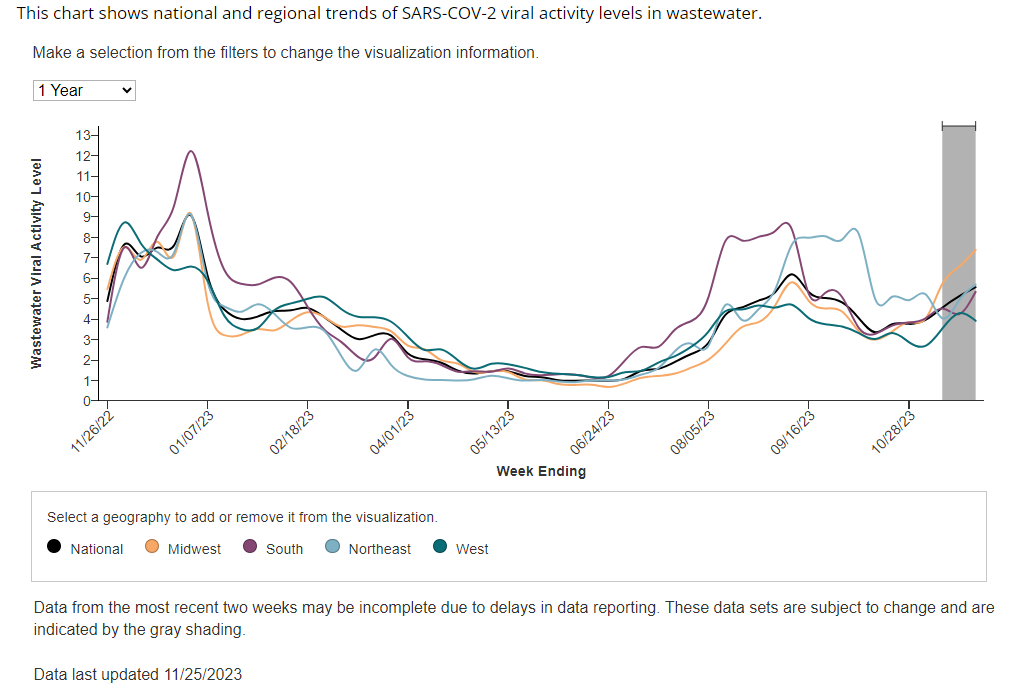 This chart shows national and regional trends of SARS-COV-2 viral activity levels in wastewater.
Make a selection from the filters to change the visualization information.
1 Year
Wastewater Viral Activity Level
13
12
11
10
9
8
7
6
5
4
3
2
1
0
11/26/22
01/07/23
02/18/23
04/01/23
05/13/23
06/24/23
08/05/23
09/16/23
10/28/23
Week Ending
Select a geography to add or remove it from the visualization.
National Midwest South Northeast West
Data from the most recent two weeks may be incomplete due to delays in data reporting. These data sets are subject to change and are
indicated by the gray shading.
Data last updated 11/25/2023